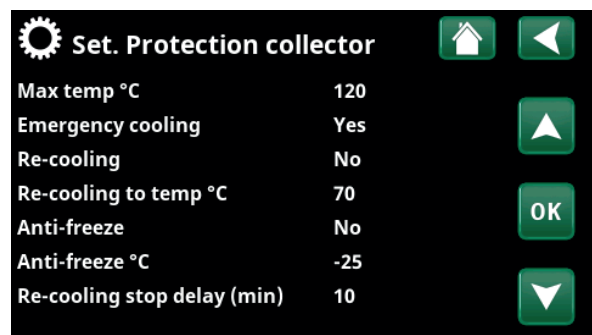 Set. Protection collector
Max temp °C 120
Emergency cooling Yes
Re-cooling No
Re-cooling to temp °C 70
OK
Anti-freeze No
Anti-freeze °C -25
Re-cooling stop delay (min) 10